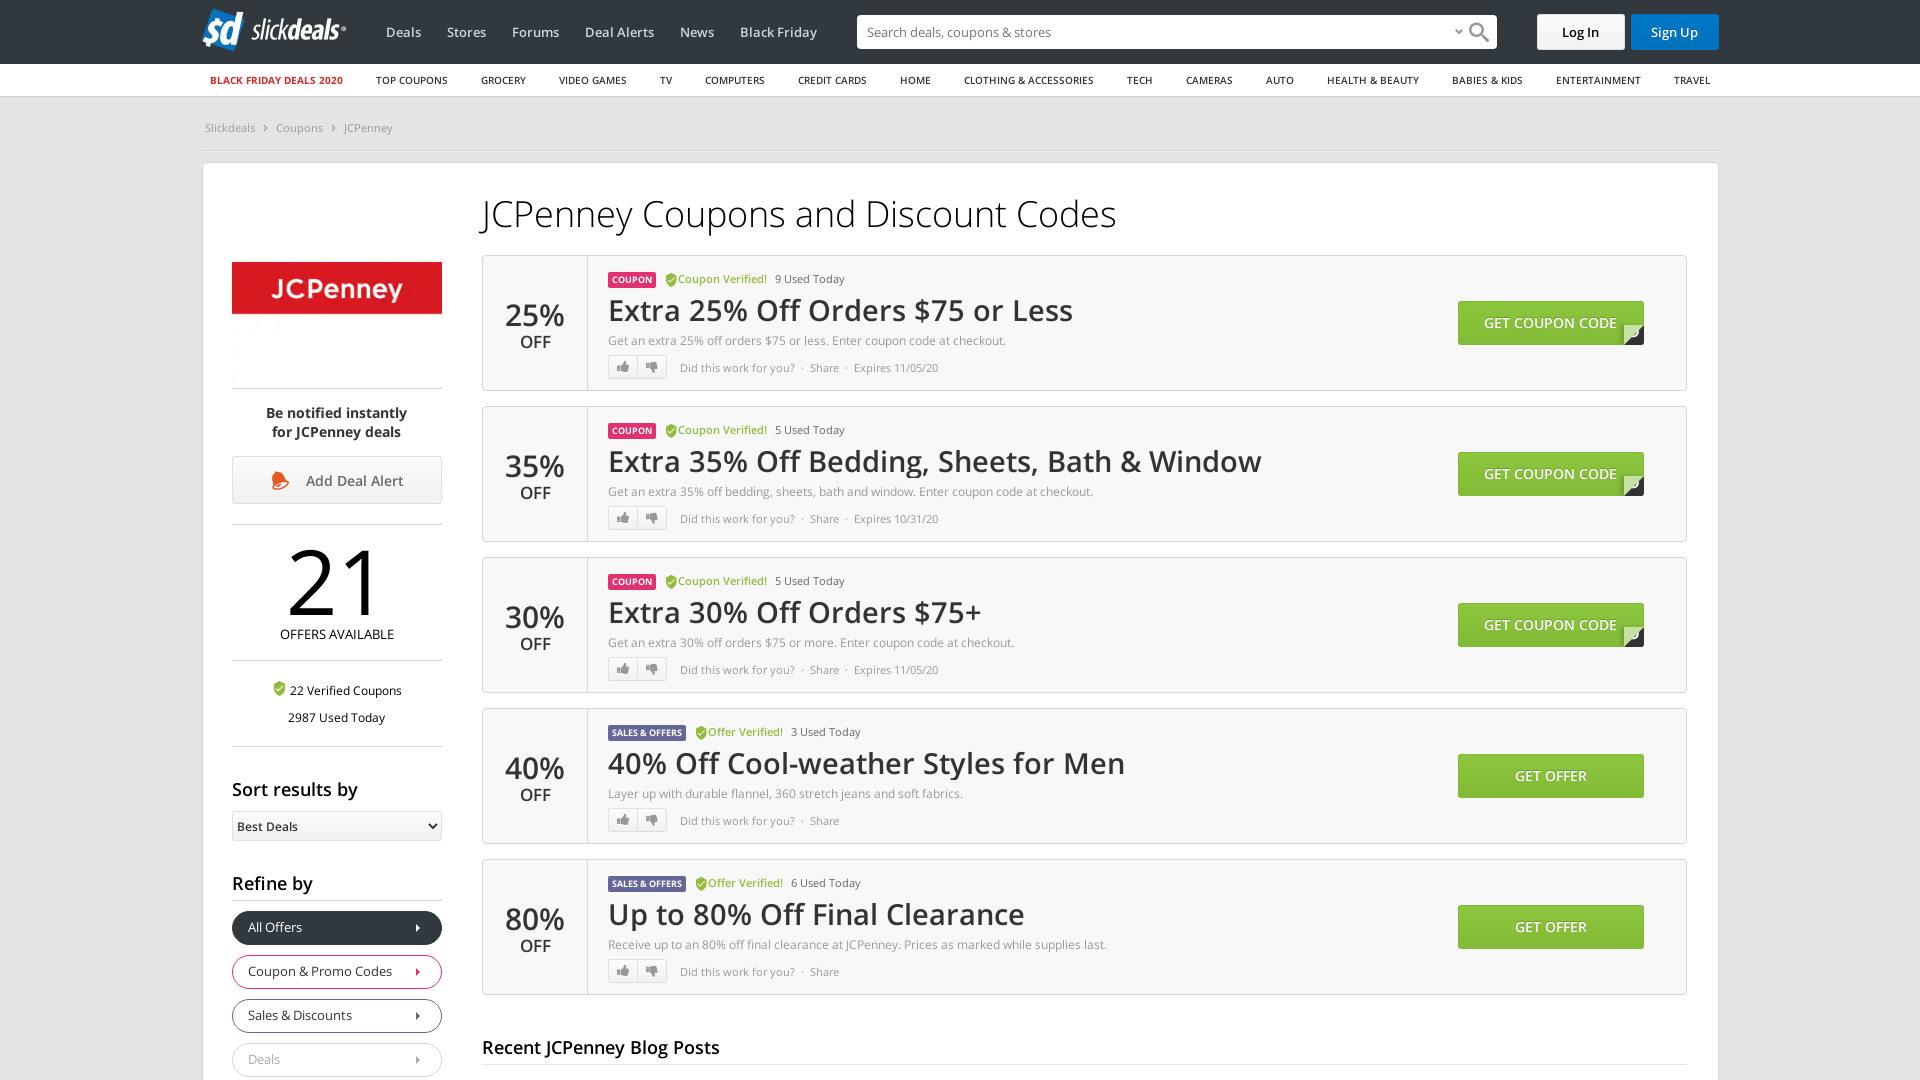 sd slickdeals®
Deals
Stores
Forums
Deal Alerts
News
Black Friday
Search deals, coupons & stores
Log In
Sign Up
BLACK FRIDAY DEALS 2020
TOP COUPONS
GROCERY
VIDEO GAMES
TV
COMPUTERS
CREDIT CARDS
HOME
CLOTHING & ACCESSORIES
TECH
CAMERAS
AUTO
HEALTH & BEAUTY
BABIES & KIDS
ENTERTAINMENT
TRAVEL
Slickdeals › Coupons › JCPenney
JCPenney
Be notified instantly
for JCPenney deals
Add Deal Alert
21
OFFERS AVAILABLE
22 Verified Coupons
2987 Used Today
Sort results by
Best Deals
Refine by
All Offers
Coupon & Promo Codes
Sales & Discounts
Deals
JCPenney Coupons and Discount Codes
25%
OFF
COUPON Coupon Verified! 9 Used Today
Extra 25% Off Orders $75 or Less
Get an extra 25% off orders $75 or less. Enter coupon code at checkout.
Did this work for you? · Share · Expires 11/05/20
GET COUPON CODE
35%
OFF
COUPON Coupon Verified! 5 Used Today
Extra 35% Off Bedding, Sheets, Bath & Window
Get an extra 35% off bedding, sheets, bath and window. Enter coupon code at checkout.
Did this work for you? · Share · Expires 10/31/20
GET COUPON CODE
30%
OFF
COUPON Coupon Verified! 5 Used Today
Extra 30% Off Orders $75+
Get an extra 30% off orders $75 or more. Enter coupon code at checkout.
Did this work for you? · Share · Expires 11/05/20
GET COUPON CODE
40%
OFF
SALES & OFFERS Offer Verified! 3 Used Today
40% Off Cool-weather Styles for Men
Layer up with durable flannel, 360 stretch jeans and soft fabrics.
Did this work for you? · Share
GET OFFER
80%
OFF
SALES & OFFERS Offer Verified! 6 Used Today
Up to 80% Off Final Clearance
Receive up to an 80% off final clearance at JCPenney. Prices as marked while supplies last.
Did this work for you? · Share
GET OFFER
Recent JCPenney Blog Posts